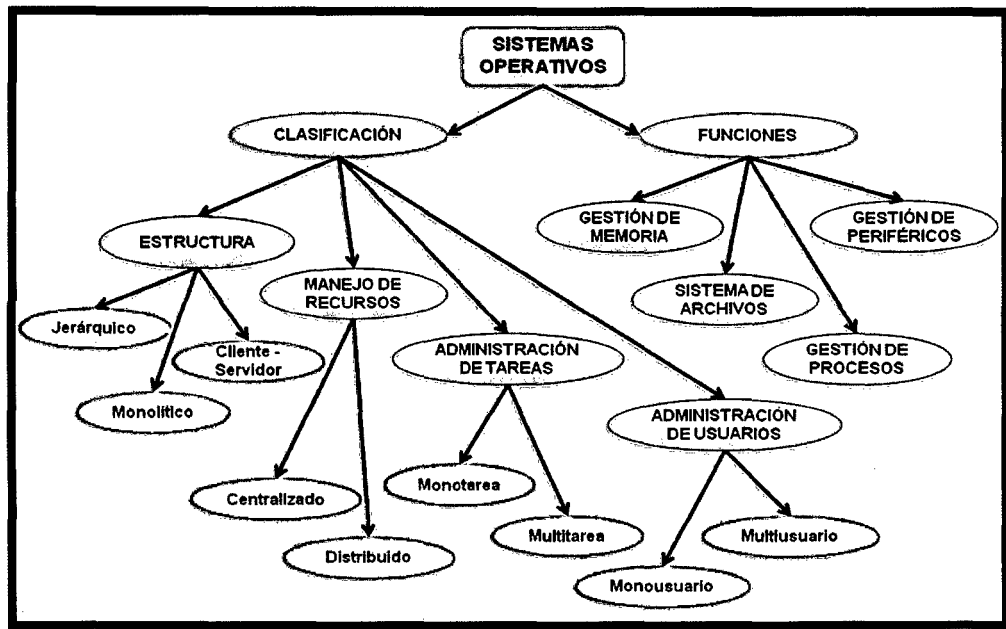 SISTEMAS
OPERATIVOS
CLASIFICACIÓN
FUNCIONES
ESTRUCTURA
GESTIÓN DE
MEMORIA
GESTIÓN DE
PERIFÉRICOS
MANEJO DE
RECURSOS
SISTEMA DE
ARCHIVOS
Jerárquico
Cliente -
Servidor
ADMINISTRACIÓN
DE TAREAS
GESTIÓN DE
PROCESOS
Monolítico
ADMINISTRACIÓN
DE USUARIOS
Centralizado
Monotarea
Distribuido
Multitarea
Multiusuario
Monousuario